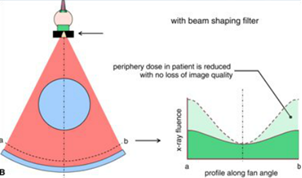 with beam shaping filter
periphery dose in patient is reduced
with no loss of image quality
x-ray fluence
a
b
a
b
profile along fan angle
B